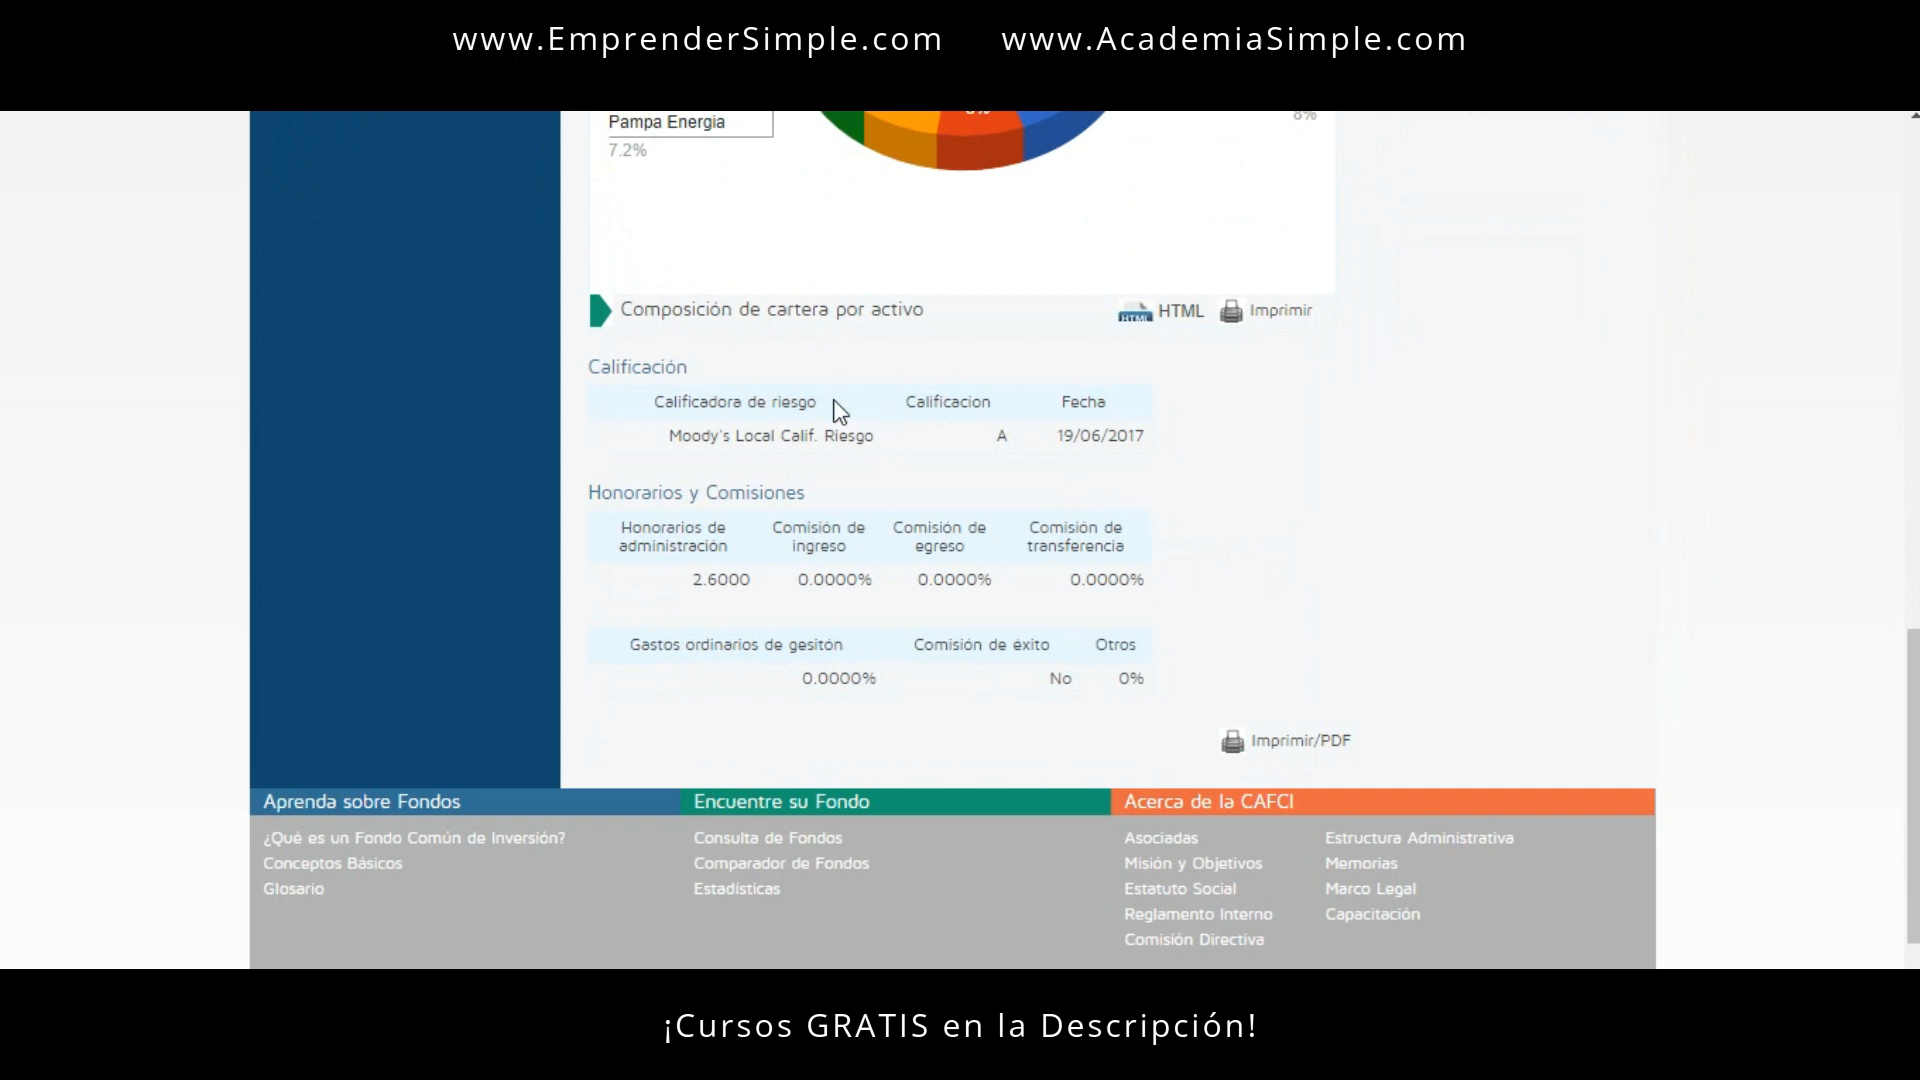 www.EmprenderSimple.com www.AcademiaSimple.com
Pampa Energia
7.2%
8%
Composición de cartera por activo
HTML HTML Imprimir
Calificación
Calificadora de riesgo Calificacion Fecha
Moody's Local Calif. Riesgo A 19/06/2017
Honorarios y Comisiones
Honorarios de administración Comisión de ingreso Comisión de egreso Comisión de transferencia
2.6000 0.0000% 0.0000% 0.0000%
Gastos ordinarios de gesitón Comisión de éxito Otros
0.0000% No 0%
Imprimir/PDF
Aprenda sobre Fondos Encuentre su Fondo Acerca de la CAFCI
¿Qué es un Fondo Común de Inversión? Consulta de Fondos Asociadas Estructura Administrativa
Conceptos Básicos Comparador de Fondos Misión y Objetivos Memorias
Glosario Estadísticas Estatuto Social Marco Legal
Reglamento Interno Capacitación
Comisión Directiva
¡Cursos GRATIS en la Descripción!